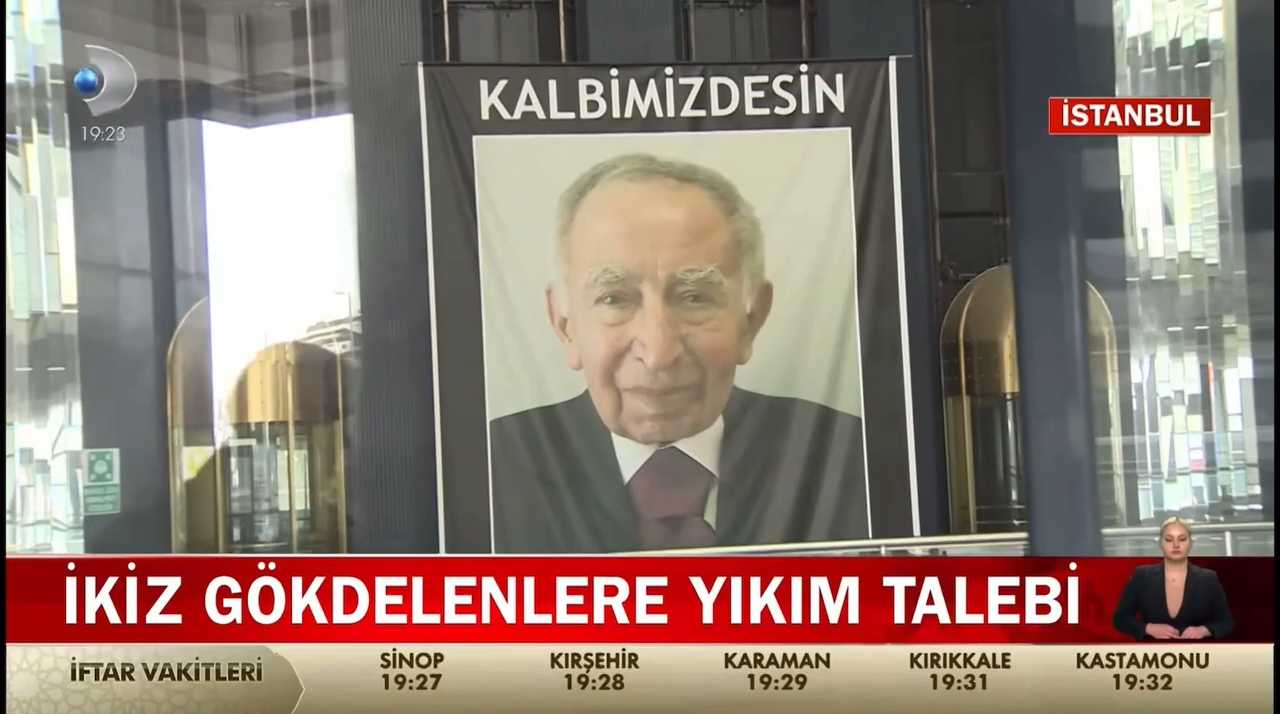 KALBİMİZDESİN
19:23
İSTANBUL
İKİZ GÖKDELENLERE YIKIM TALEBİ
İFTAR VAKİTLERİ
SİNOP KIRŞEHİR KARAMAN KIRIKKALE KASTAMONU
19:27 19:28 19:29 19:31 19:32